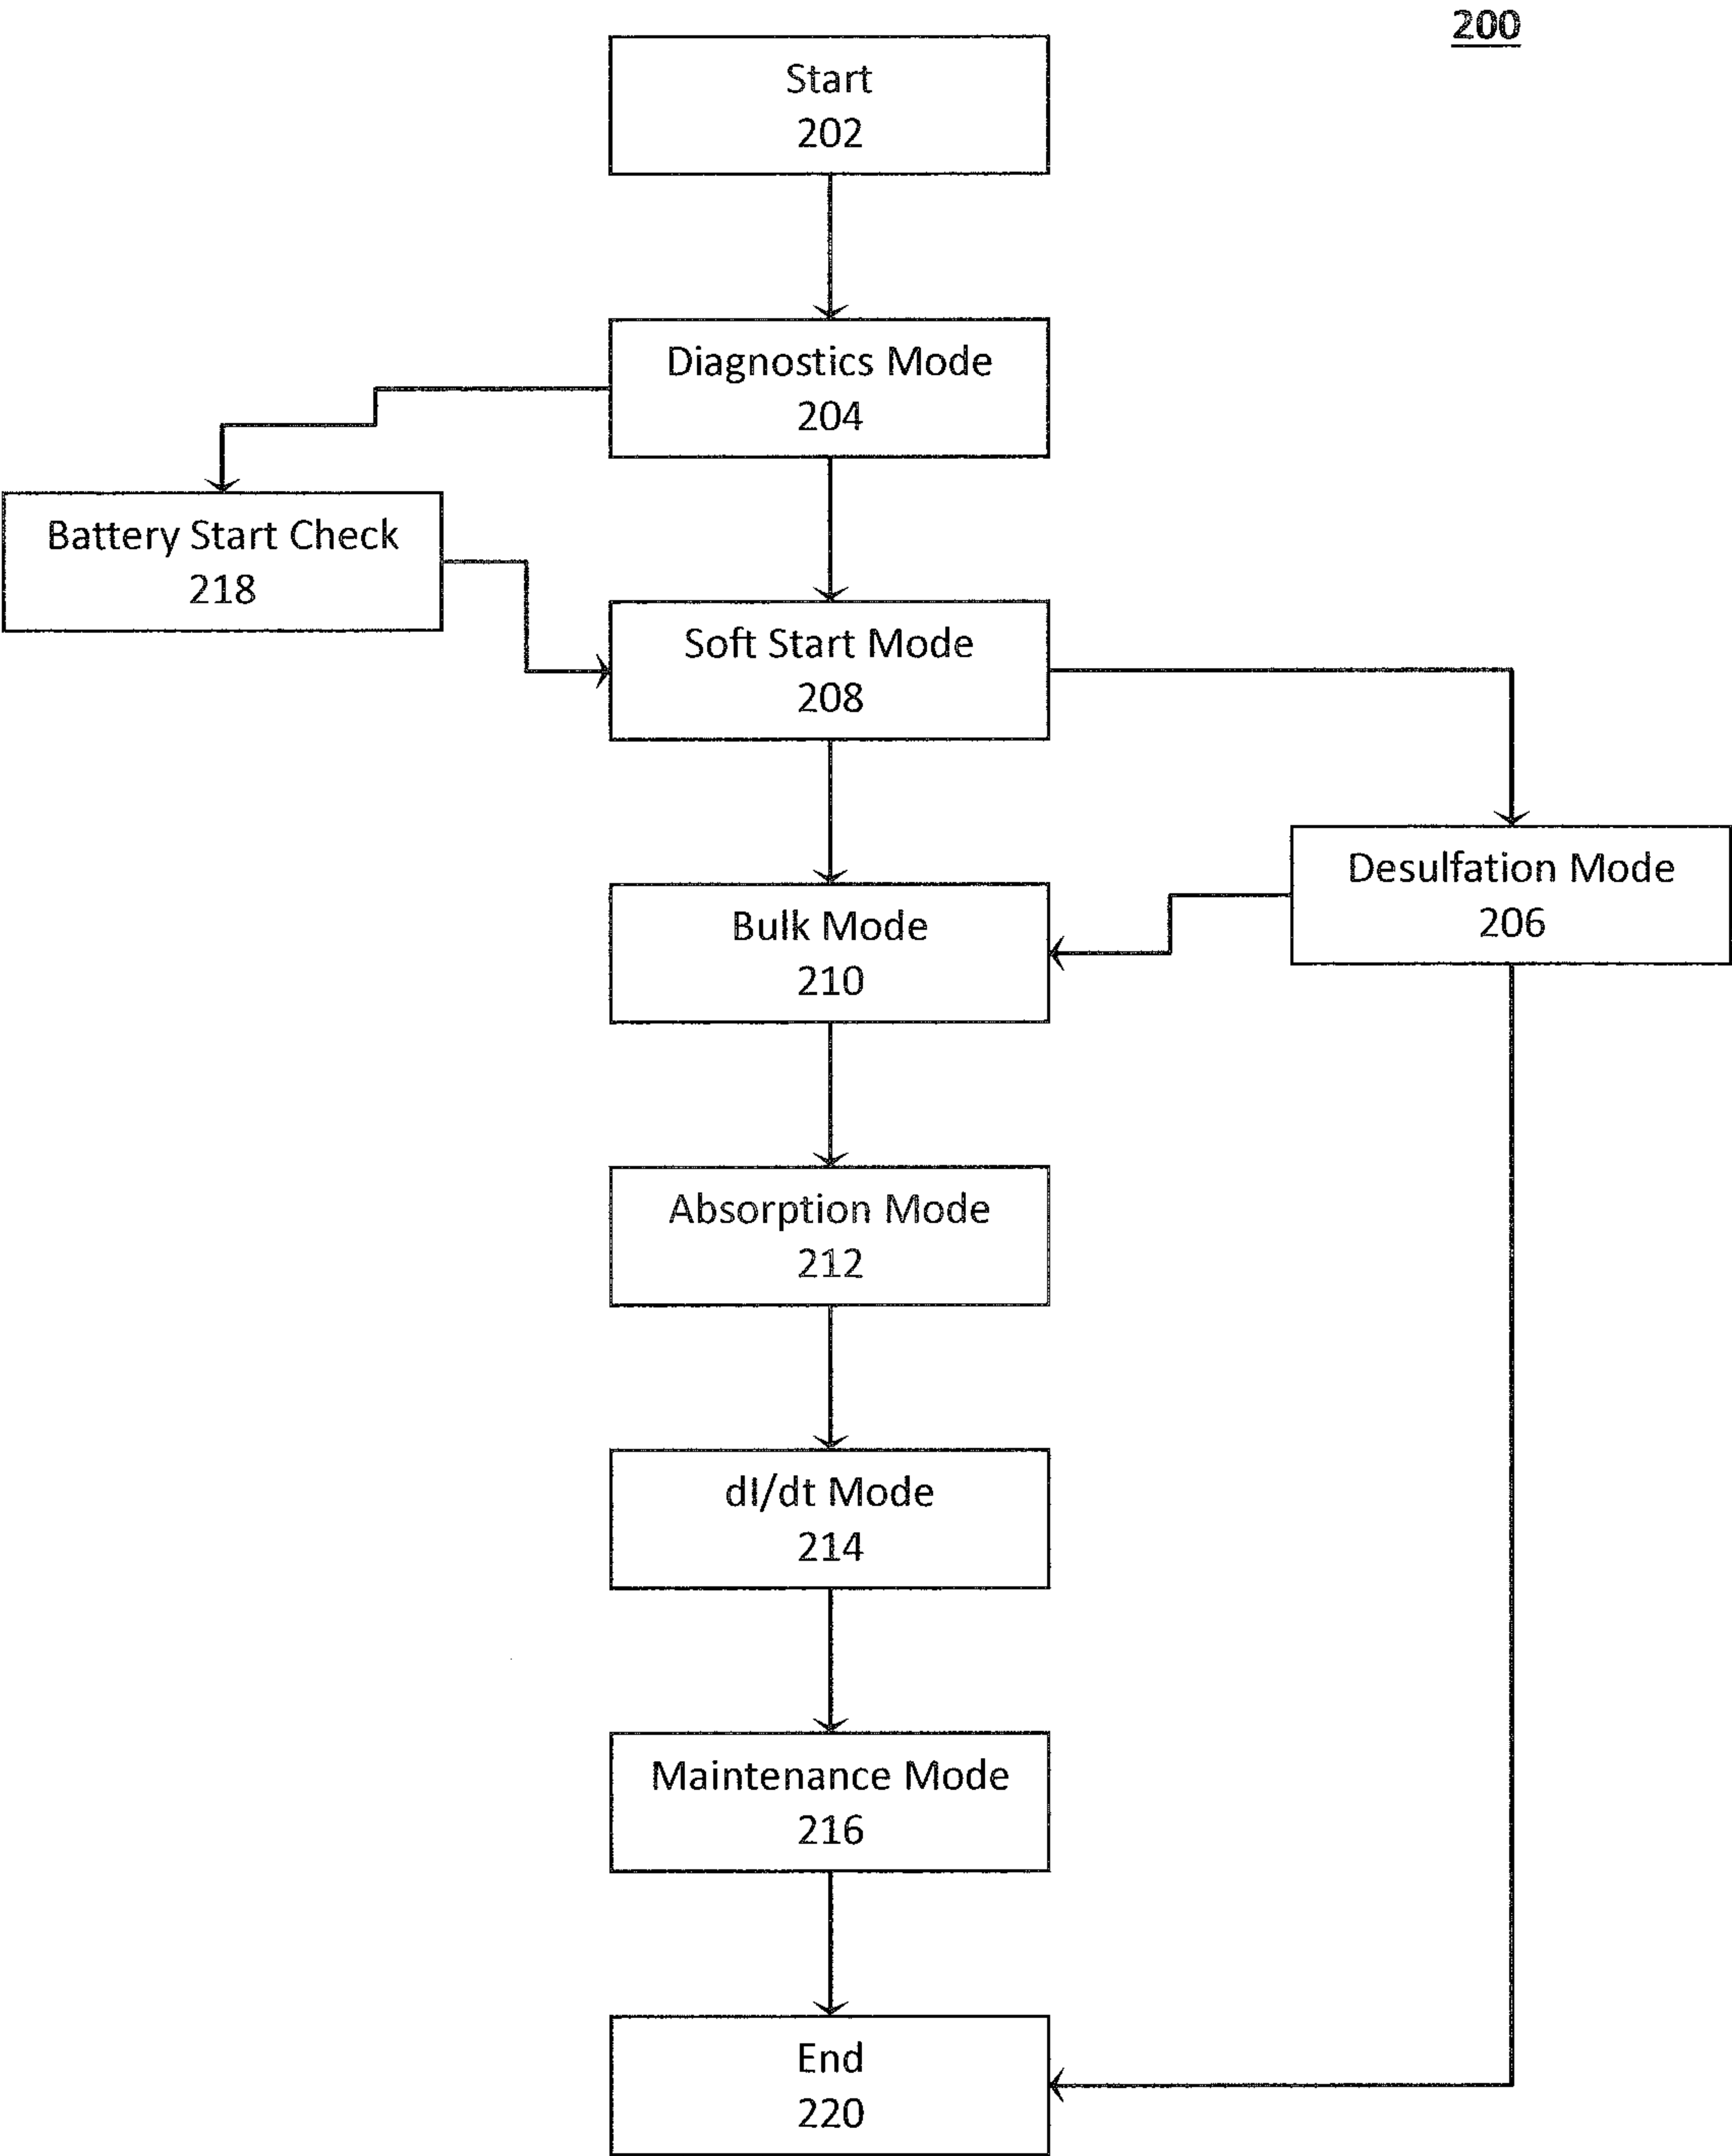 200
Start
202
Diagnostics Mode
204
Battery Start Check
218
Soft Start Mode
208
Desulfation Mode
206
Bulk Mode
210
Absorption Mode
212
dI/dt Mode
214
Maintenance Mode
216
End
220